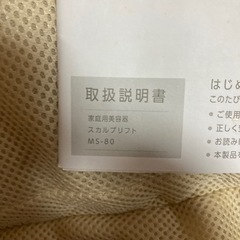 取扱説明書
家庭用美容器
スカルプリフト
MS-80
はじめ
このたび
・ご使用
・正しく
・お読み
・本製品を